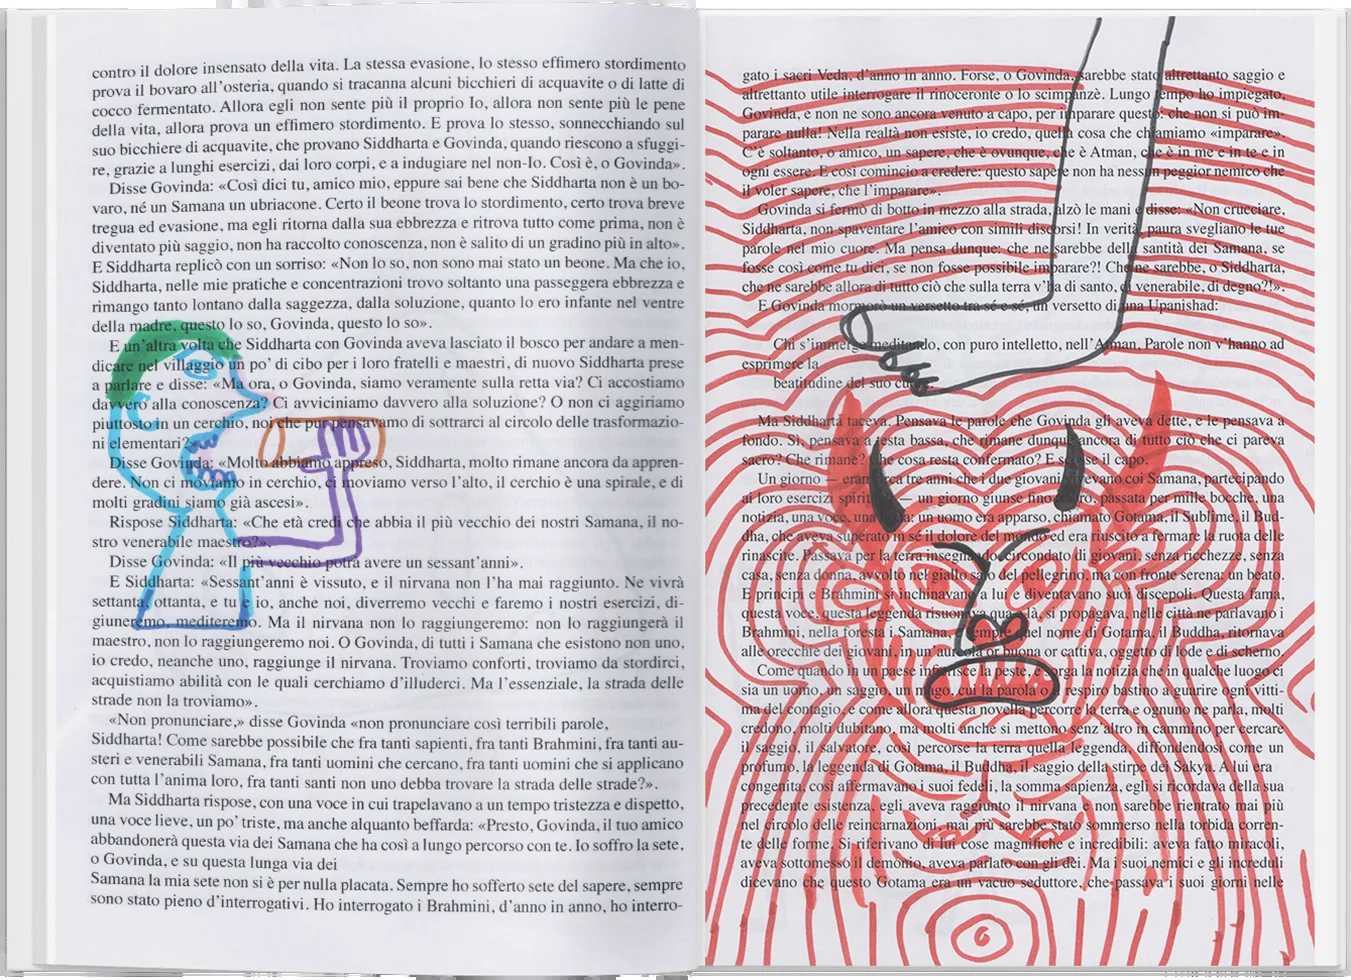 contro il dolore insensato della vita. La stessa evasione, lo stesso effimero stordimento
prova il bovaro all'osteria, quando si tracanna alcuni bicchieri di acquavite o di latte di
cocco fermentato. Allora egli non sente più il proprio Io, allora non sente più le pene
della vita, allora prova un effimero stordimento. E prova lo stesso, sonnecchiando sul
suo bicchiere di acquavite, che provano Siddharta e Govinda, quando riescono a sfuggi-
re, grazie a lunghi esercizi, dai loro corpi, e a indugiare nel non-Io. Così è, o Govinda».
Disse Govinda: «Così dici tu, amico mio, eppure sai bene che Siddharta non è un bo-
varo, né un Samana un ubriacone. Certo il beone trova lo stordimento, certo trova breve
tregua ed evasione, ma egli ritorna dalla sua ebbrezza e ritrova tutto come prima, non è
diventato più saggio, non ha raccolto conoscenza, non è salito di un gradino più in alto».
E Siddharta replicò con un sorriso: «Non lo so, non sono mai stato un beone. Ma che io,
Siddharta, nelle mie pratiche e concentrazioni trovo soltanto una passeggera ebbrezza e
rimango tanto lontano dalla saggezza, dalla soluzione, quanto lo ero infante nel ventre
della madre, questo lo so, Govinda, questo lo so».
E un'altra volta che Siddharta con Govinda aveva lasciato il bosco per andare a men-
dicare nel villaggio un po' di cibo per i loro fratelli e maestri, di nuovo Siddharta prese
a parlare e disse: «Ma ora, o Govinda, siamo veramente sulla retta via? Ci accostiamo
davvero alla conoscenza? Ci avviciniamo davvero alla soluzione? O non ci aggiriamo
piuttosto in un cerchio, noi che pur pensavamo di sottrarci al circolo delle trasformazio-
ni elementari?».
Disse Govinda: «Molto abbiamo appreso, Siddharta, molto rimane ancora da appren-
dere. Non ci moviamo in cerchio, ci moviamo verso l'alto, il cerchio è una spirale, e di
molti gradini siamo già ascesi».
Rispose Siddharta: «Che età credi che abbia il più vecchio dei nostri Samana, il no-
stro venerabile maestro?».
Disse Govinda: «Il più vecchio potrà avere un sessant'anni».
E Siddharta: «Sessant'anni è vissuto, e il nirvana non l'ha mai raggiunto. Ne vivrà
settanta, ottanta, e tu e io, anche noi, diverremo vecchi e faremo i nostri esercizi, di-
giuneremo, mediteremo. Ma il nirvana non lo raggiungeremo: non lo raggiungerà il
maestro, non lo raggiungeremo noi. O Govinda, di tutti i Samana che esistono non uno,
io credo, neanche uno, raggiunge il nirvana. Troviamo conforti, troviamo da stordirci,
acquistiamo abilità con le quali cerchiamo d'illuderci. Ma l'essenziale, la strada delle
strade non la troviamo».
«Non pronunciare,» disse Govinda «non pronunciare così terribili parole,
Siddharta! Come sarebbe possibile che fra tanti sapienti, fra tanti Brahmini, fra tanti au-
steri e venerabili Samana, fra tanti uomini che cercano, fra tanti uomini che si applicano
con tutta l'anima loro, fra tanti santi non uno debba trovare la strada delle strade?».
Ma Siddharta rispose, con una voce in cui trapelavano a un tempo tristezza e dispetto,
una voce lieve, un po' triste, ma anche alquanto beffarda: «Presto, Govinda, il tuo amico
abbandonerà questa via dei Samana che ha così a lungo percorso con te. Io soffro la sete,
o Govinda, e su questa lunga via dei
Samana la mia sete non si è per nulla placata. Sempre ho sofferto sete del sapere, sempre
sono stato pieno d'interrogativi. Ho interrogato i Brahmini, d'anno in anno, ho interro-
gato i sacri Veda, d'anno in anno. Forse, o Govinda, sarebbe stato altrettanto saggio e
altrettanto utile interrogare il rinoceronte o lo scimpanzè. Lungo tempo ho impiegato,
Govinda, e non ne sono ancora venuto a capo, per imparare questo: che non si può im-
parare nulla! Nella realtà non esiste, io credo, quella cosa che chiamiamo «imparare».
C'è soltanto, o amico, un sapere, che è ovunque, che è Atman, che è in me e in te e in
ogni essere. E così comincio a credere: questo sapere non ha nessun peggior nemico che
il voler sapere, che l'imparare».
Govinda si fermò di botto in mezzo alla strada, alzò le mani e disse: «Non crucciare,
Siddharta, non spaventare l'amico con simili discorsi! In verità, paura svegliano le tue
parole nel mio cuore. Ma pensa dunque: che ne sarebbe della santità dei Samana, se
fosse così come tu dici, se non fosse possibile imparare?! Che ne sarebbe, o Siddharta,
che ne sarebbe allora di tutto ciò che sulla terra v'ha di santo, di venerabile, di degno?!».
E Govinda mormorò un versetto tra sé e sé, un versetto di una Upanishad:
Chi s'immerge meditando, con puro intelletto, nell'Atman, Parole non v'hanno ad
esprimere la
beatitudine del suo cuore.
Ma Siddharta taceva. Pensava le parole che Govinda gli aveva dette, e le pensava a
fondo. Sì, pensava a testa bassa, che rimane dunque ancora di tutto ciò che ci pareva
sacro? Che rimane? Che cosa resta confermato? E scosse il capo.
Un giorno — eran circa tre anni che i due giovani vivevano coi Samana, partecipando
ai loro esercizi spirituali — un giorno giunse fino a loro, passata per mille bocche, una
notizia, una voce, una fama: un uomo era apparso, chiamato Gotama, il Sublime, il Bud-
dha, che aveva superato in sé il dolore del mondo ed era riuscito a fermare la ruota delle
rinascite. Passava per la terra insegnando, circondato di giovani, senza ricchezze, senza
casa, senza donna, avvolto nel giallo saio del pellegrino, ma con fronte serena: un beato.
E principi e Brahmini si inchinavano a lui e diventavano suoi discepoli. Questa fama,
questa voce, questa leggenda risuonava qua e là, si propagava: nelle città ne parlavano i
Brahmini, nella foresta i Samana; sempre quel nome di Gotama, il Buddha, ritornava
alle orecchie dei giovani, in una aureola or buona or cattiva, oggetto di lode e di scherno.
Come quando in un paese infierisce la peste, e sorga la notizia che in qualche luogo ci
sia un uomo, un saggio, un mago, cui la parola o il respiro bastino a guarire ogni vitti-
ma del contagio, e come allora questa novella percorre la terra e ognuno ne parla, molti
credono, molti dubitano, ma molti anche si mettono senz'altro in cammino per cercare
il saggio, il salvatore, così percorse la terra quella leggenda, diffondendosi come un
profumo, la leggenda di Gotama, il Buddha, il saggio della stirpe dei Sakya. A lui era
congenita, così affermavano i suoi fedeli, la somma sapienza, egli si ricordava della sua
precedente esistenza, egli aveva raggiunto il nirvana e non sarebbe rientrato mai più
nel circolo delle reincarnazioni, mai più sarebbe stato sommerso nella torbida corren-
te delle forme. Si riferivano di lui cose magnifiche e incredibili: aveva fatto miracoli,
aveva sottomesso il demonio, aveva parlato con gli dei. Ma i suoi nemici e gli increduli
dicevano che questo Gotama era un vacuo seduttore, che passava i suoi giorni nelle